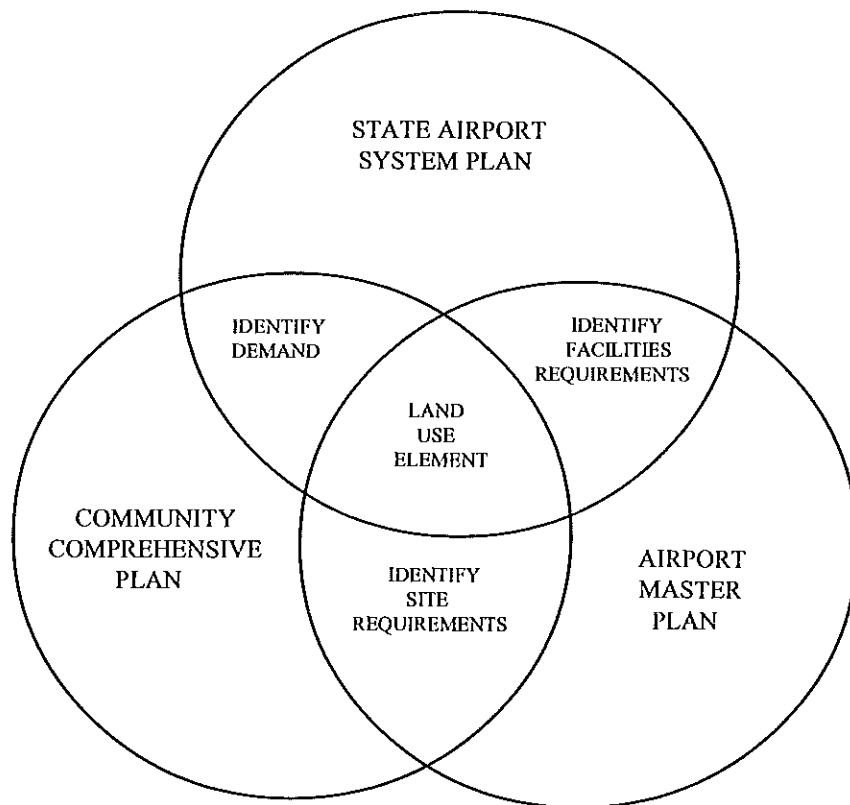 STATE AIRPORT
SYSTEM PLAN
IDENTIFY
DEMAND
IDENTIFY
FACILITIES
REQUIREMENTS
LAND
USE
ELEMENT
COMMUNITY
COMPREHENSIVE
PLAN
IDENTIFY
SITE
REQUIREMENTS
AIRPORT
MASTER
PLAN